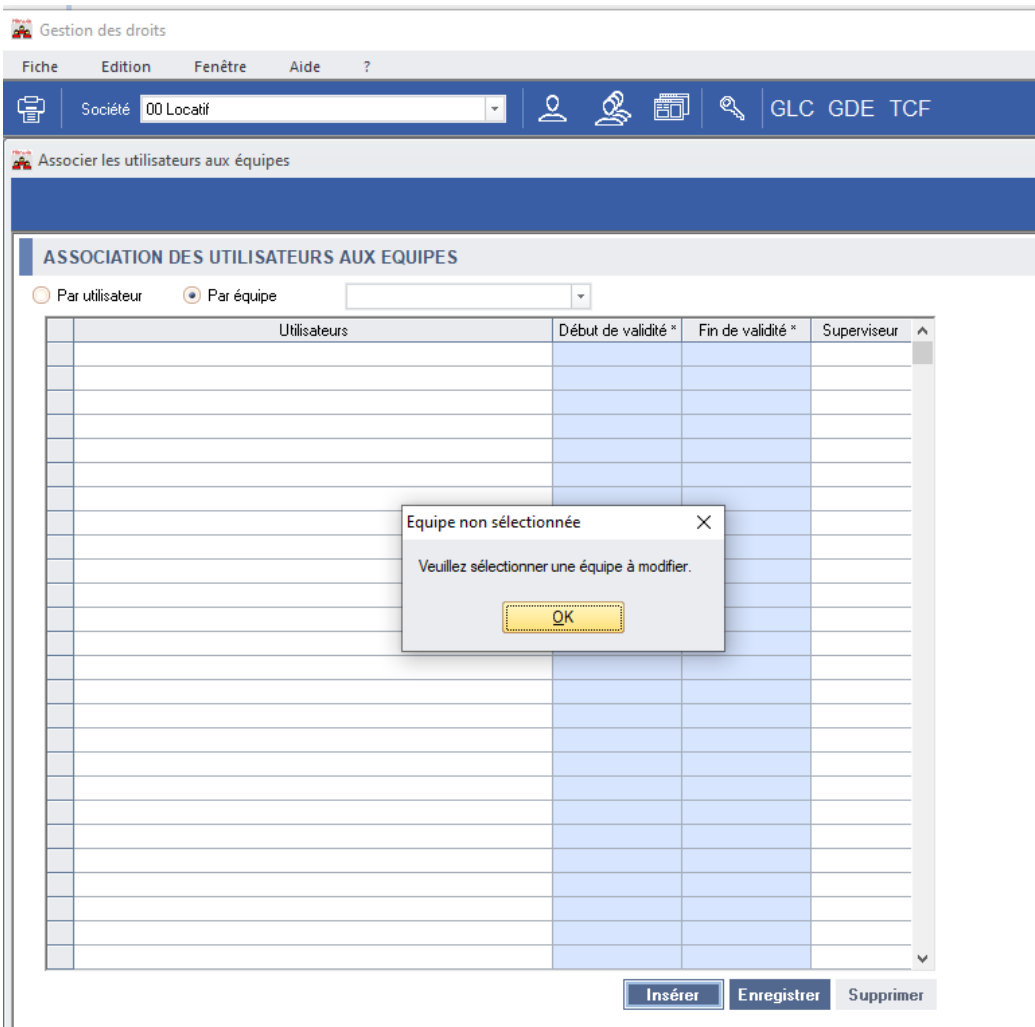 Gestion des droits
Fiche Edition Fenêtre Aide ?
Société 00 Locatif GLC GDE TCF
Associer les utilisateurs aux équipes
ASSOCIATION DES UTILISATEURS AUX EQUIPES
Par utilisateur Par équipe
Utilisateurs Début de validité * Fin de validité * Superviseur
Equipe non sélectionnée
Veuillez sélectionner une équipe à modifier.
OK
Insérer Enregistrer Supprimer